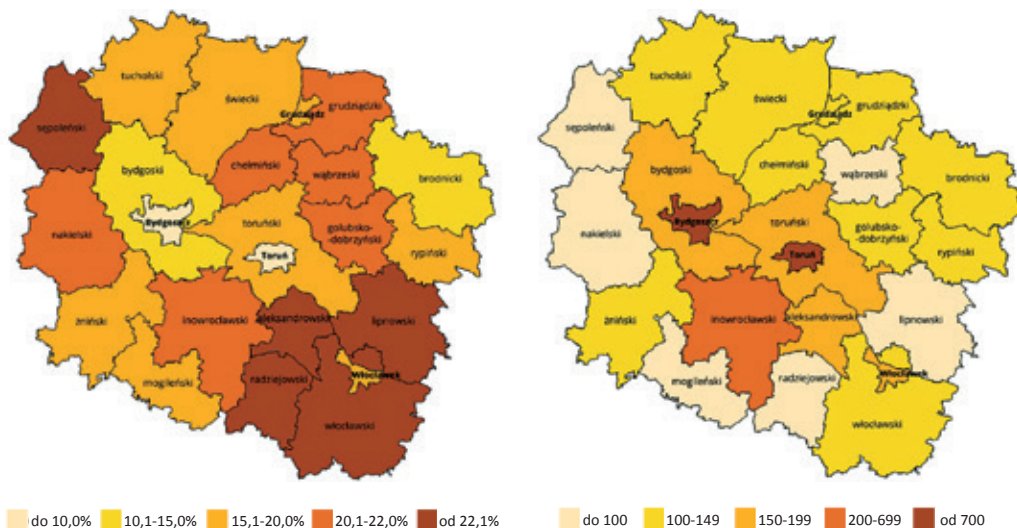 tucholski
świecki
grudziądzki
Grudziądz
sępoleński
bydgoski
chełmiński
wąbrzeski
brodnicki
Bydgoszcz
toruński
golubsko-
dobrzyński
nakielski
Toruń
rypiński
żniński
inowrocławski
aleksandrowski
lipnowski
mogileński
radziejowski
Włocławek
włocławski
do 10,0% 10,1-15,0% 15,1-20,0% 20,1-22,0% od 22,1%
tucholski
świecki
grudziądzki
Grudziądz
sępoleński
bydgoski
chełmiński
wąbrzeski
brodnicki
Bydgoszcz
toruński
golubsko-
dobrzyński
nakielski
Toruń
rypiński
żniński
inowrocławski
aleksandrowski
lipnowski
mogileński
radziejowski
Włocławek
włocławski
do 100 100-149 150-199 200-699 od 700